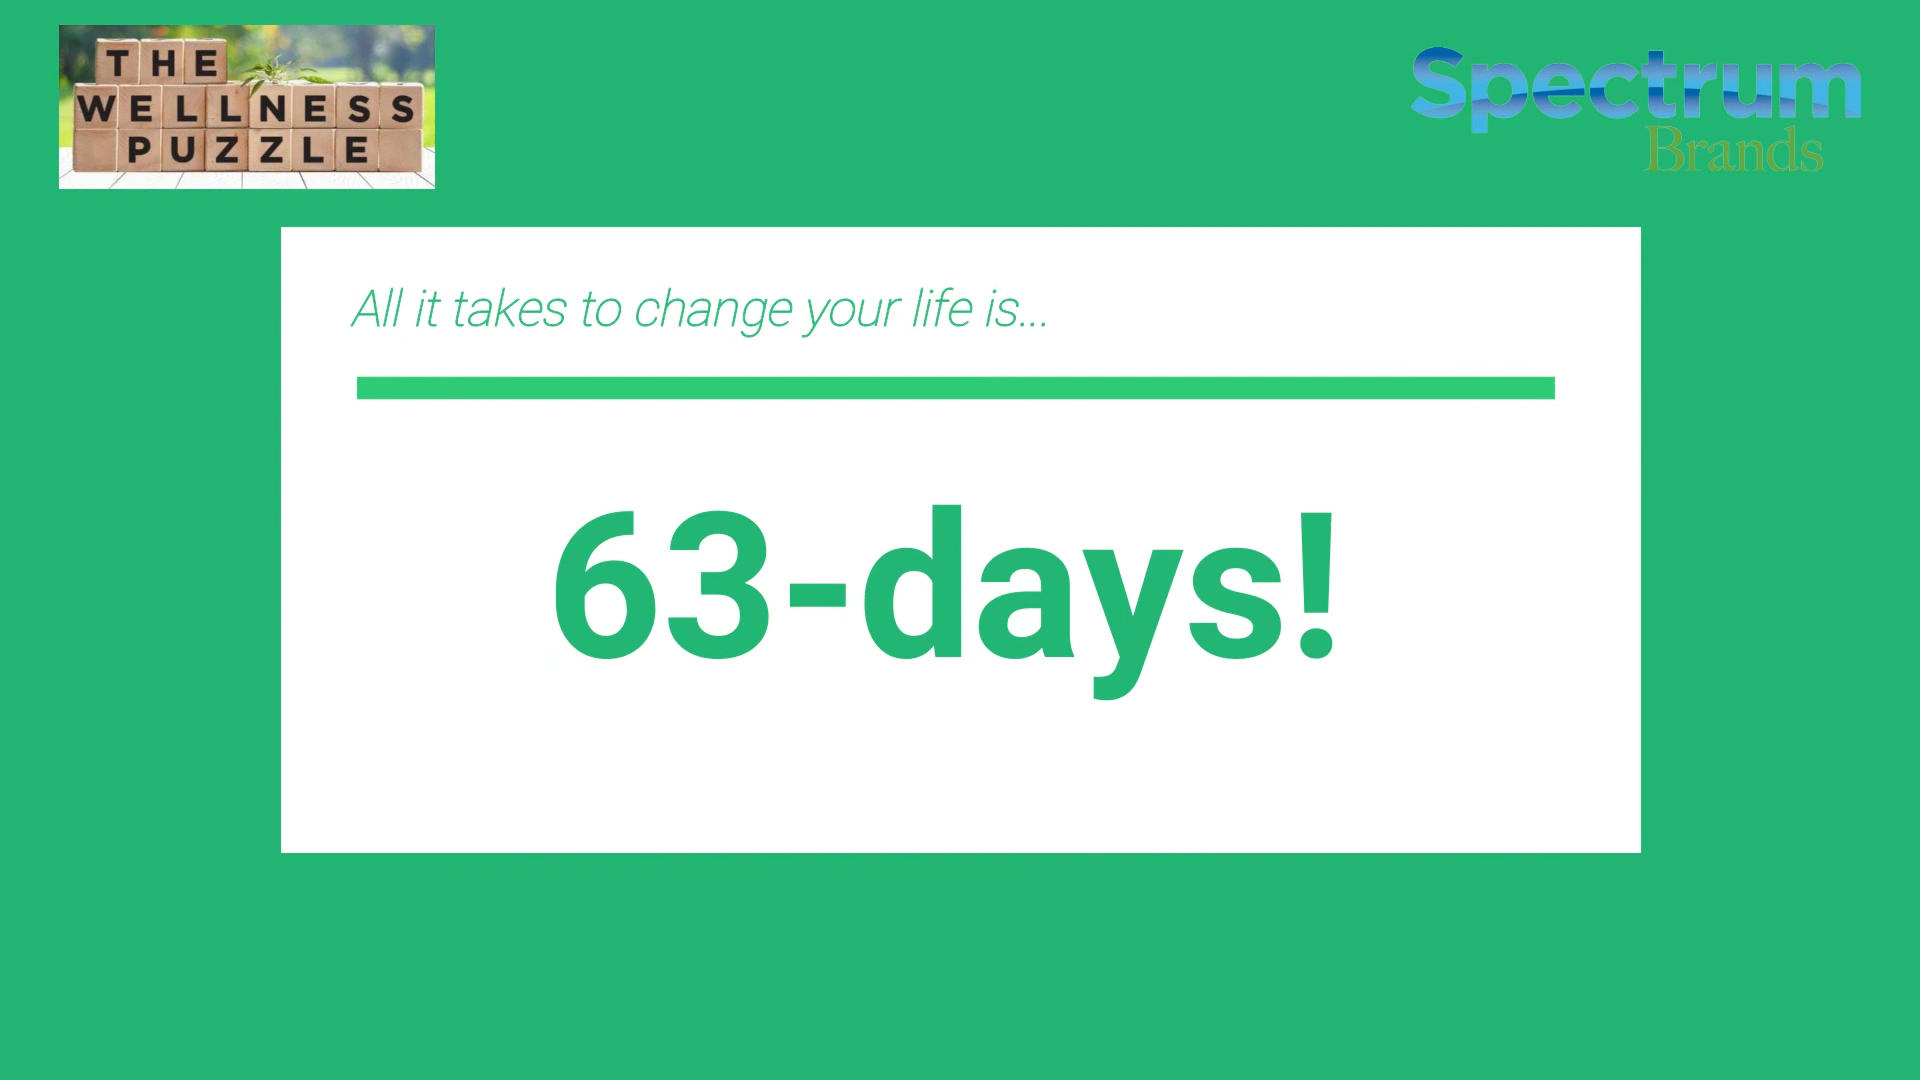 THE
WELLNESS
PUZZLE
Spectrum
Brands
All it takes to change your life is...
63-days!